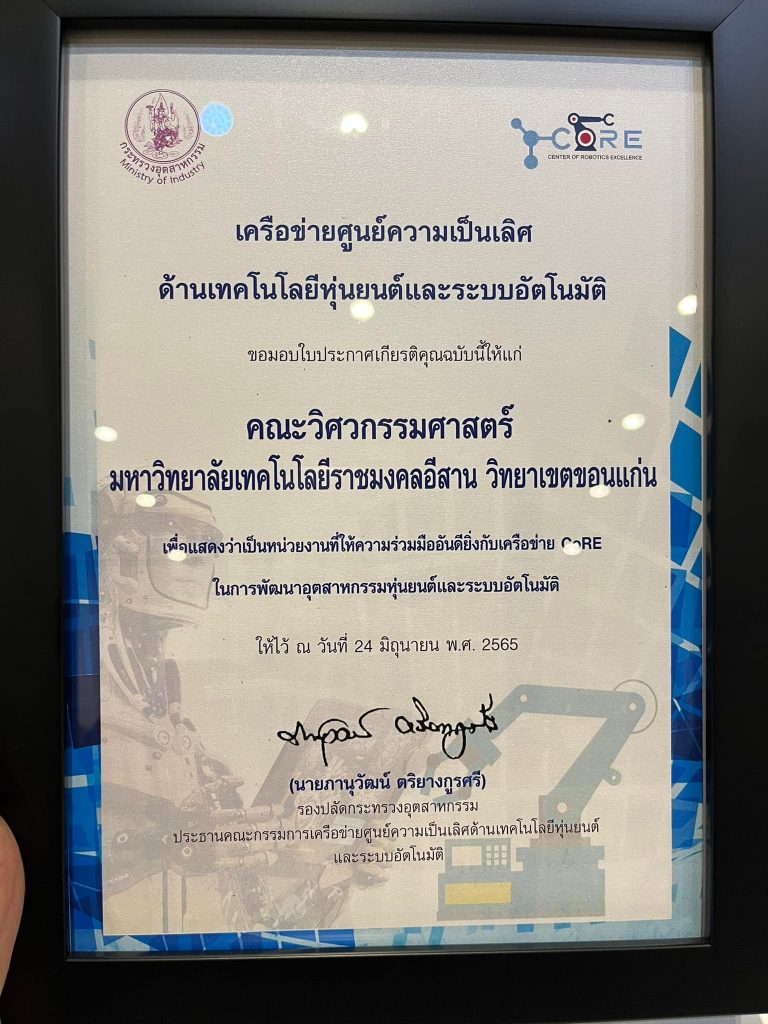 กระทรวงอุตสาหกรรม
Ministry of Industry
CoRE
CENTER OF ROBOTICS EXCELLENCE
เครือข่ายศูนย์ความเป็นเลิศ
ด้านเทคโนโลยีหุ่นยนต์และระบบอัตโนมัติ
ขอมอบใบประกาศเกียรติคุณฉบับนี้ให้แก่
คณะวิศวกรรมศาสตร์
มหาวิทยาลัยเทคโนโลยีราชมงคลอีสาน วิทยาเขตขอนแก่น
เพื่อแสดงว่าเป็นหน่วยงานที่ให้ความร่วมมืออันดียิ่งกับเครือข่าย CoRE
ในการพัฒนาอุตสาหกรรมหุ่นยนต์และระบบอัตโนมัติ
ให้ไว้ ณ วันที่ 24 มิถุนายน พ.ศ. 2565
(นายภานุวัฒน์ ตริยางกูรศรี)
รองปลัดกระทรวงอุตสาหกรรม
ประธานคณะกรรมการเครือข่ายศูนย์ความเป็นเลิศด้านเทคโนโลยีหุ่นยนต์
และระบบอัตโนมัติ